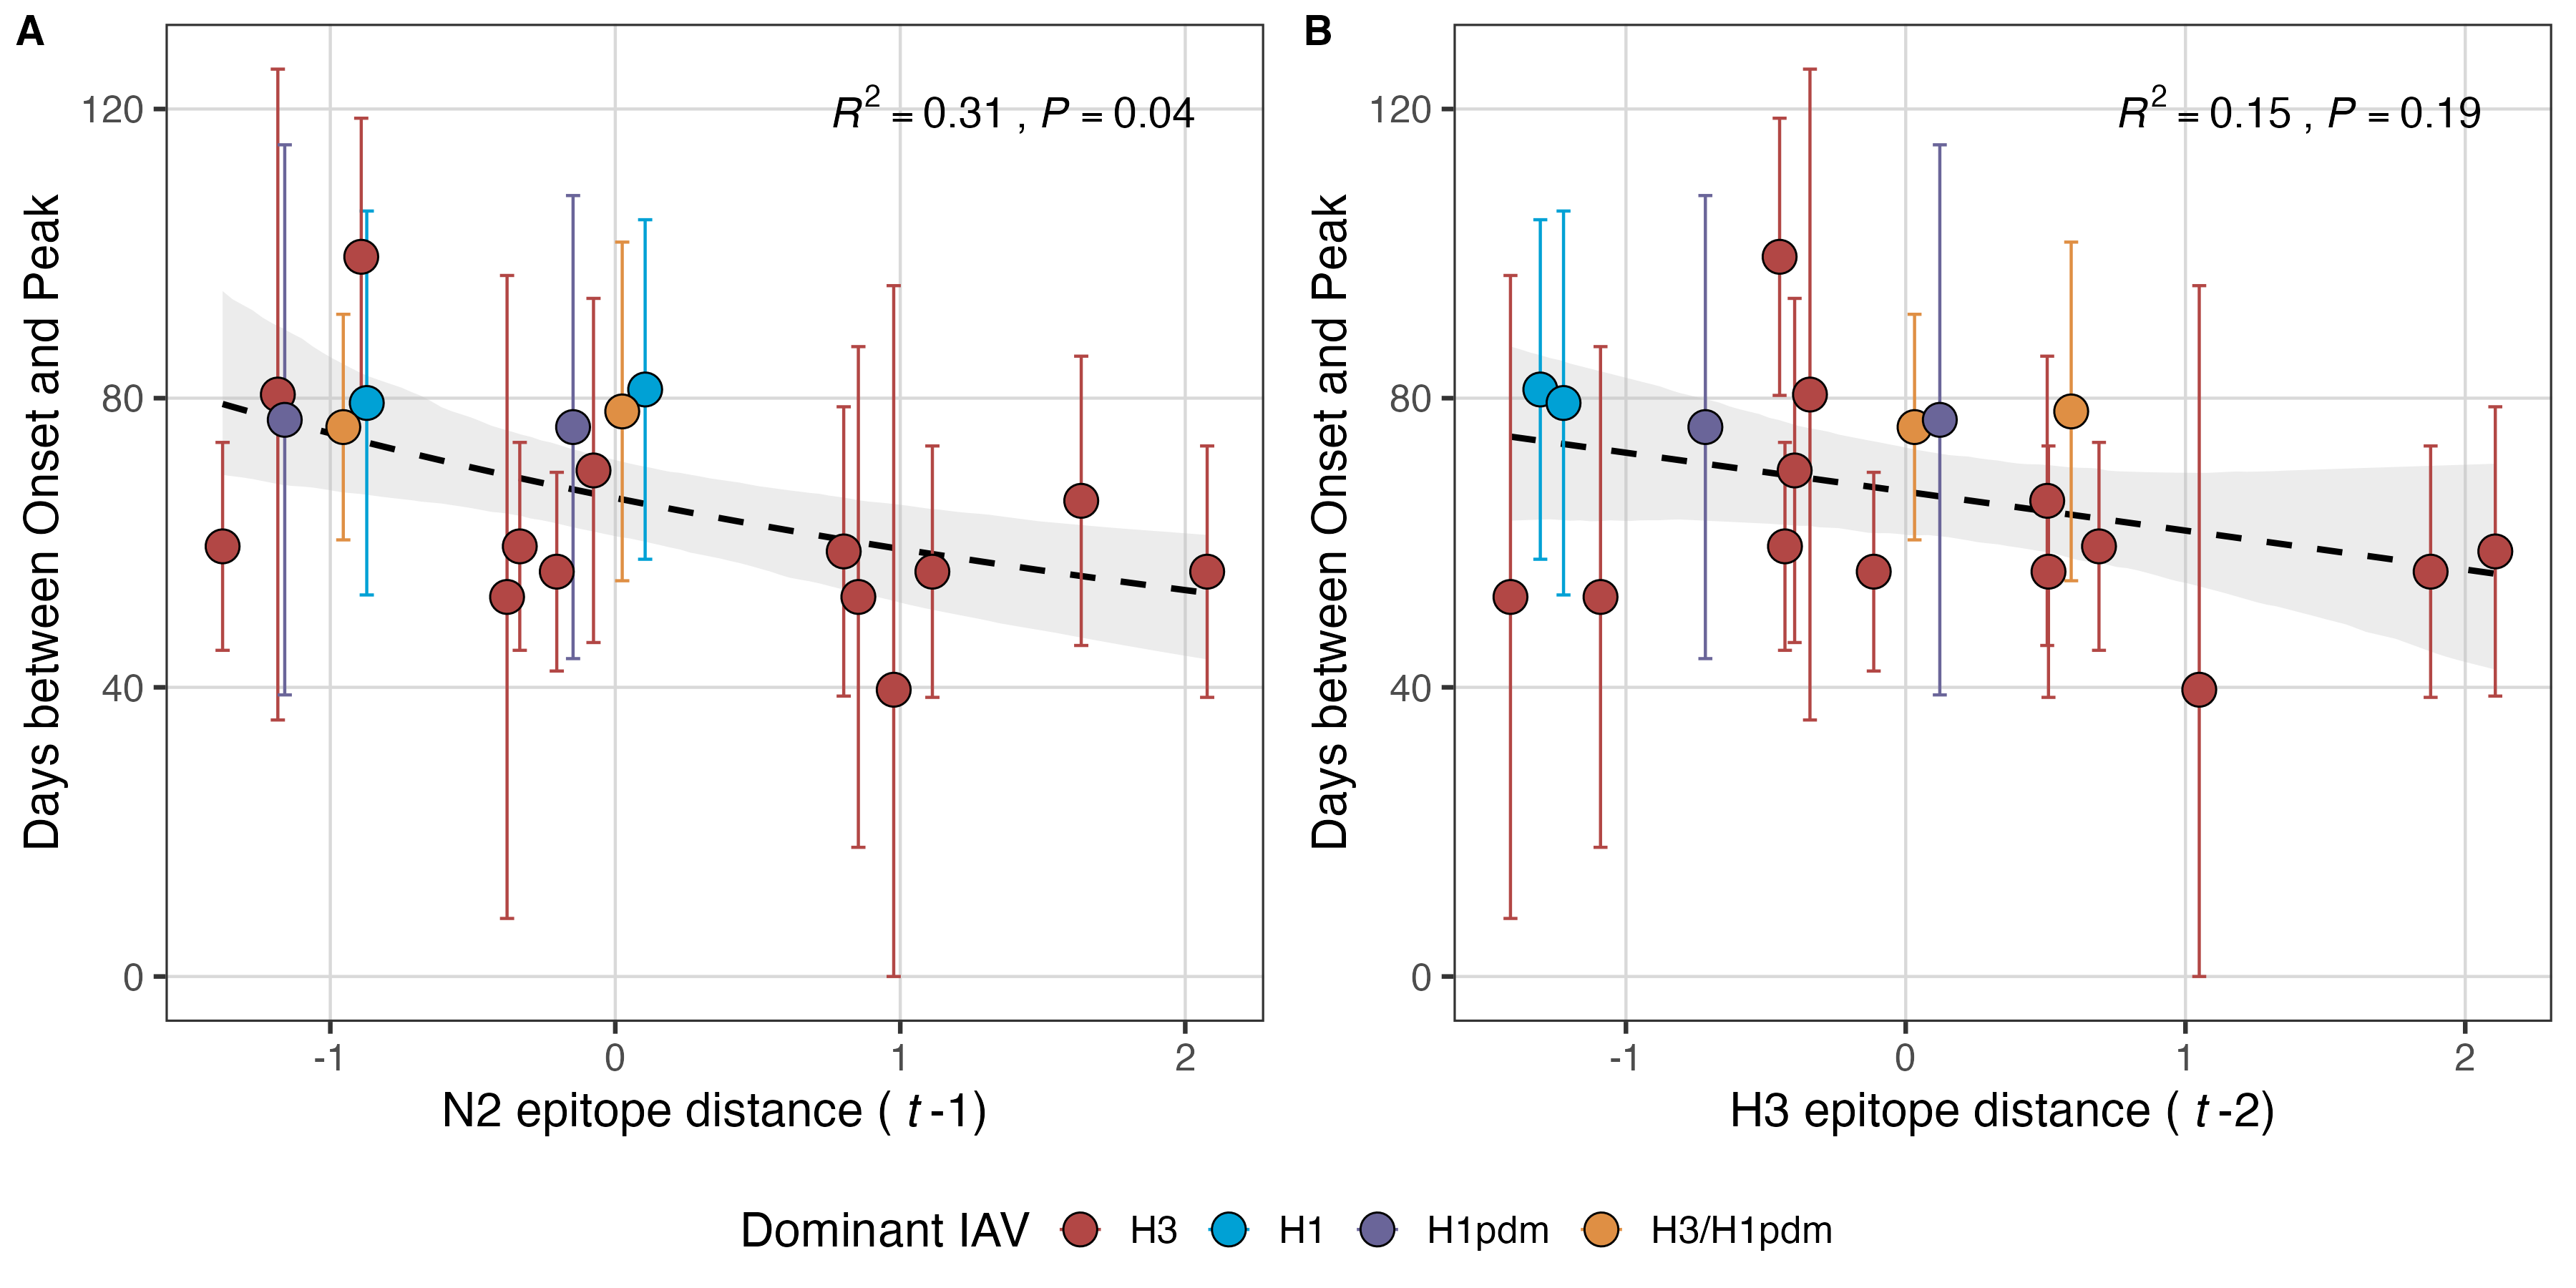 A
B
R2 = 0.31 , P = 0.04
R2 = 0.15 , P = 0.19
Days between Onset and Peak
Days between Onset and Peak
120
80
40
0
120
80
40
0
-1 0 1 2
-1 0 1 2
N2 epitope distance ( t -1)
H3 epitope distance ( t -2)
Dominant IAV H3 H1 H1pdm H3/H1pdm